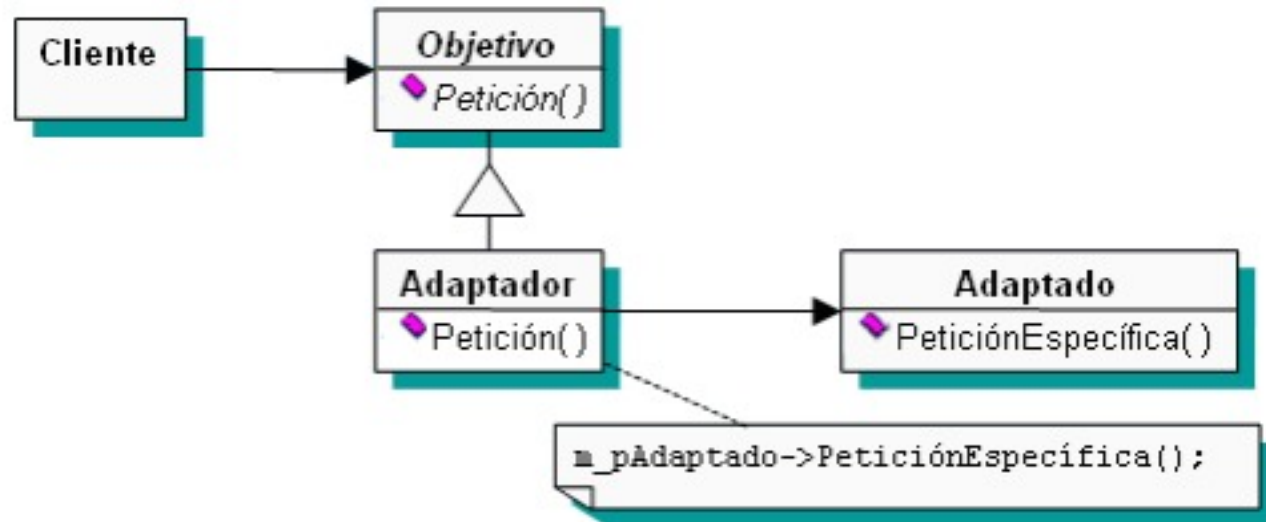 Cliente
Objetivo
Petición()
Adaptador
Petición()
Adaptado
PeticiónEspecífica()
m_pAdaptado->PeticiónEspecífica();